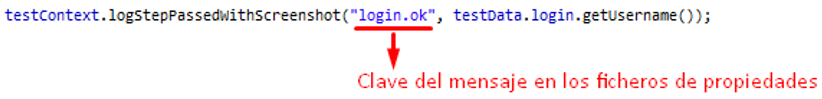 testContext.logStepPassedWithScreenshot("login.ok", testData.login.getUsername());
Clave del mensaje en los ficheros de propiedades